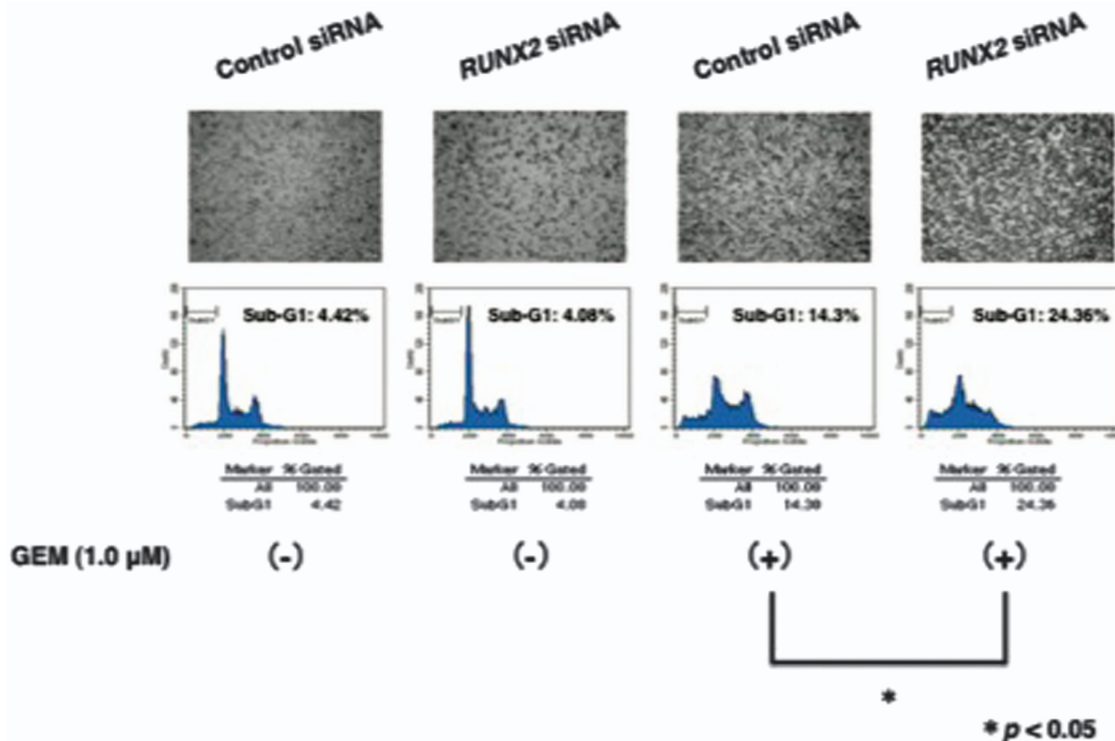 Control siRNA
RUNX2 siRNA
Control siRNA
RUNX2 siRNA
Sub-G1: 4.42%
Sub-G1: 4.08%
Sub-G1: 14.3%
Sub-G1: 24.36%
Marker % Gated
All 100.00
SubG1 4.42
Marker % Gated
All 100.00
SubG1 4.08
Marker % Gated
All 100.00
SubG1 14.30
Marker % Gated
All 100.00
SubG1 24.36
GEM (1.0 µM) (-) (-) (+) (+)
*
* p < 0.05